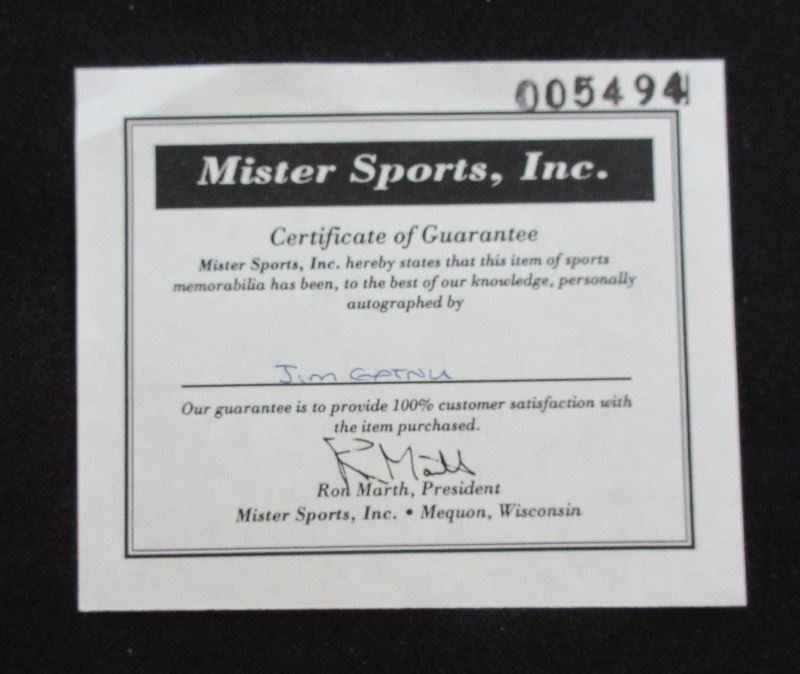 005494
Mister Sports, Inc.
Certificate of Guarantee
Mister Sports, Inc. hereby states that this item of sports
memorabilia has been, to the best of our knowledge, personally
autographed by
Jim
Our guarantee is to provide 100% customer satisfaction with
the item purchased.
R Marth
Ron Marth, President
Mister Sports, Inc. • Mequon, Wisconsin